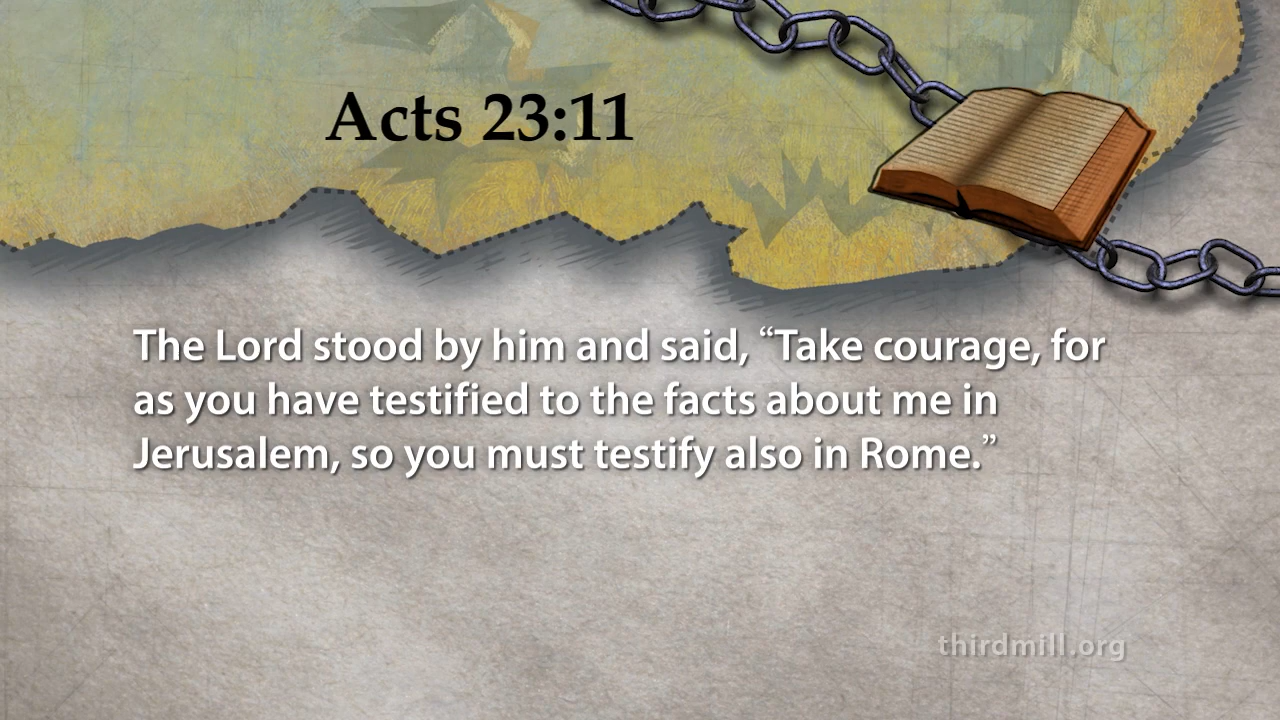 Acts 23:11
The Lord stood by him and said, “Take courage, for
as you have testified to the facts about me in
Jerusalem, so you must testify also in Rome.”
thirdmill.org